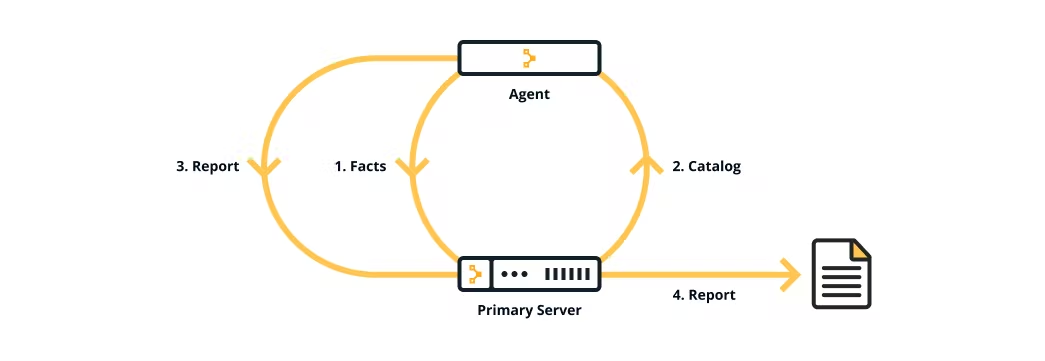 Agent
3. Report
1. Facts
2. Catalog
4. Report
Primary Server